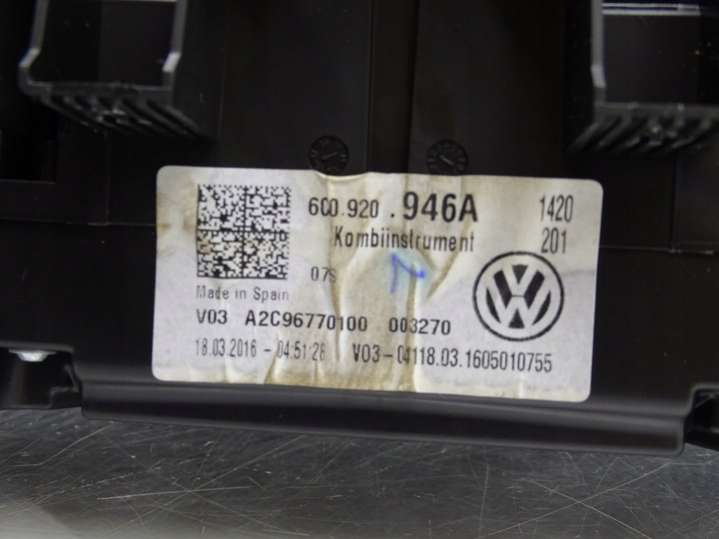 6C0.920 .946A 1420
Kombiinstrument 201
07S
Made in Spain
V03 A2C96770100 003270
18.03.2016 - 04:51:28 V03-04118.03.1605010755